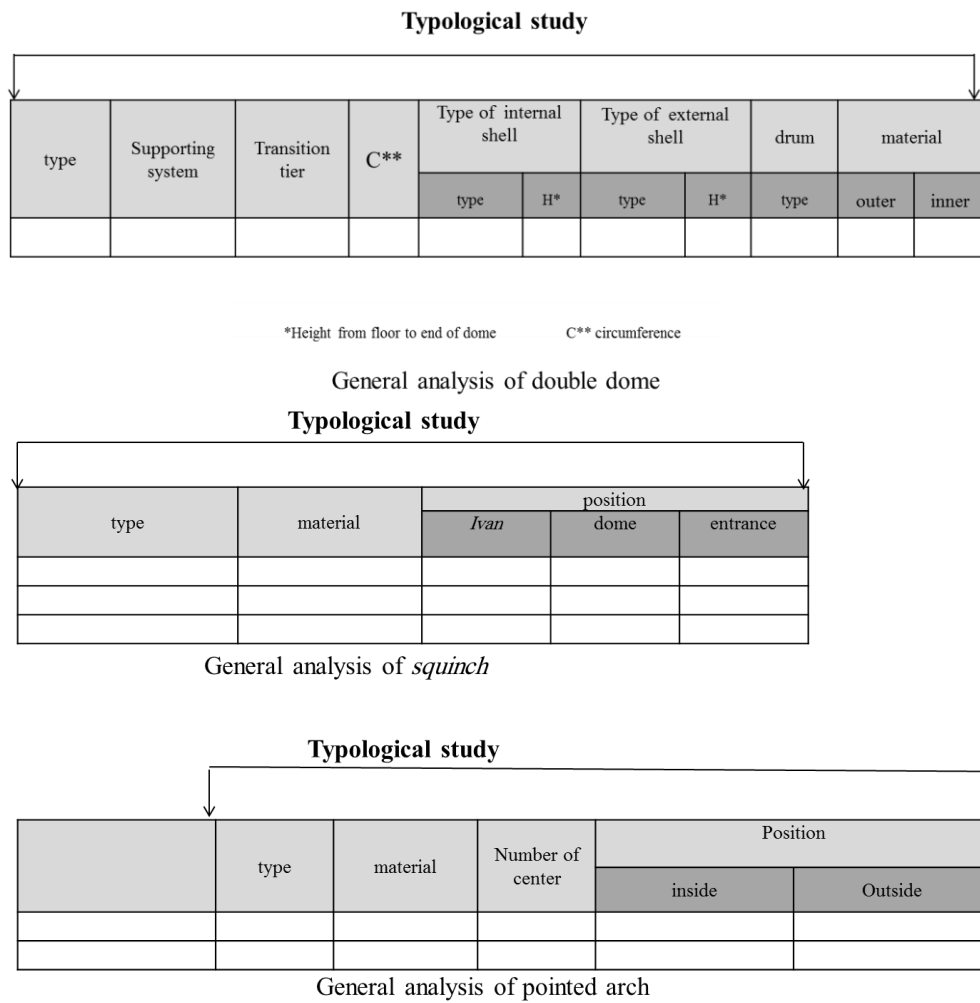 Typological study
type
Supporting
system
Transition
tier
C**
Type of internal
shell
Type of external
shell
drum
material
type
H*
type
H*
type
outer
inner
*Height from floor to end of dome
C** circumference
General analysis of double dome
Typological study
type
material
position
Ivan
dome
entrance
General analysis of squinch
Typological study
type
material
Number of
center
Position
inside
Outside
General analysis of pointed arch